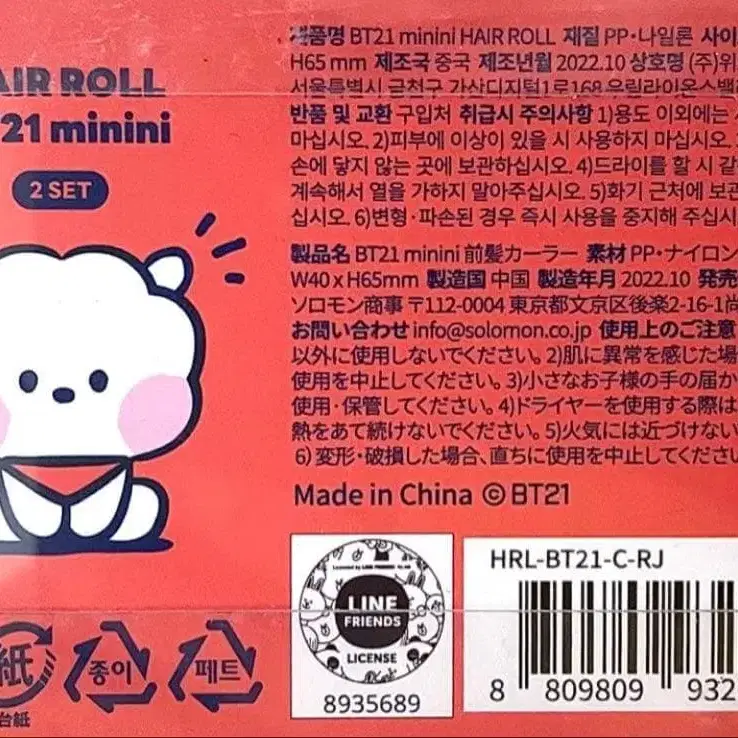 AIR ROLL
21 minini
2 SET
제품명 BT21 minini HAIR ROLL 재질 PP·나일론 사이
H65 mm 제조국 중국 제조년월 2022.10 상호명 (주)위
서울특별시 금천구 가산디지털1로168 우림라이온스밸
반품 및 교환 구입처 취급시 주의사항 1)용도 이외에는
마십시오. 2)피부에 이상이 있을 시 사용하지 마십시오.
손에 닿지 않는 곳에 보관하십시오. 4)드라이를 할 시 같
계속해서 열을 가하지 말아주십시오. 5)화기 근처에 보관
십시오. 6)변형·파손된 경우 즉시 사용을 중지해 주십시
製品名 BT21 minini 前髪カーラー 素材 PP・ナイロン
W40 x H65mm 製造国 中国 製造年月 2022.10 発売
ソロモン商事 〒112-0004 東京都文京区後楽2-16-1尚
お問い合わせ info@solomon.co.jp 使用上のご注意
以外に使用しないでください。2)肌に異常を感じた場
使用を中止してください。3)小さなお子様の手の届か
使用・保管してください。4)ドライヤーを使用する際は
熱をあて続けないでください。5)火気には近づけない
6) 変形・破損した場合、直ちに使用を中止してください
Made in China © BT21
LINE
FRIENDS
LICENSE
8935689
HRL-BT21-C-RJ
8 809809 932
紙
台紙
종이
페트